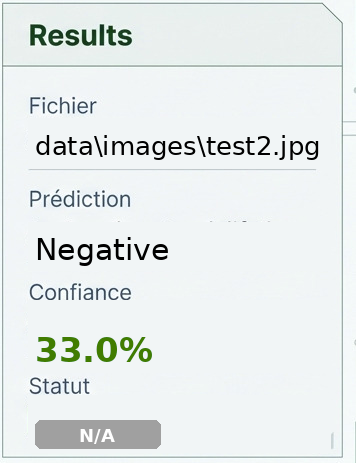 Results
Fichier
data\images\test2.jpg
Prédiction
Negative
Confiance
33.0%
Statut
N/A